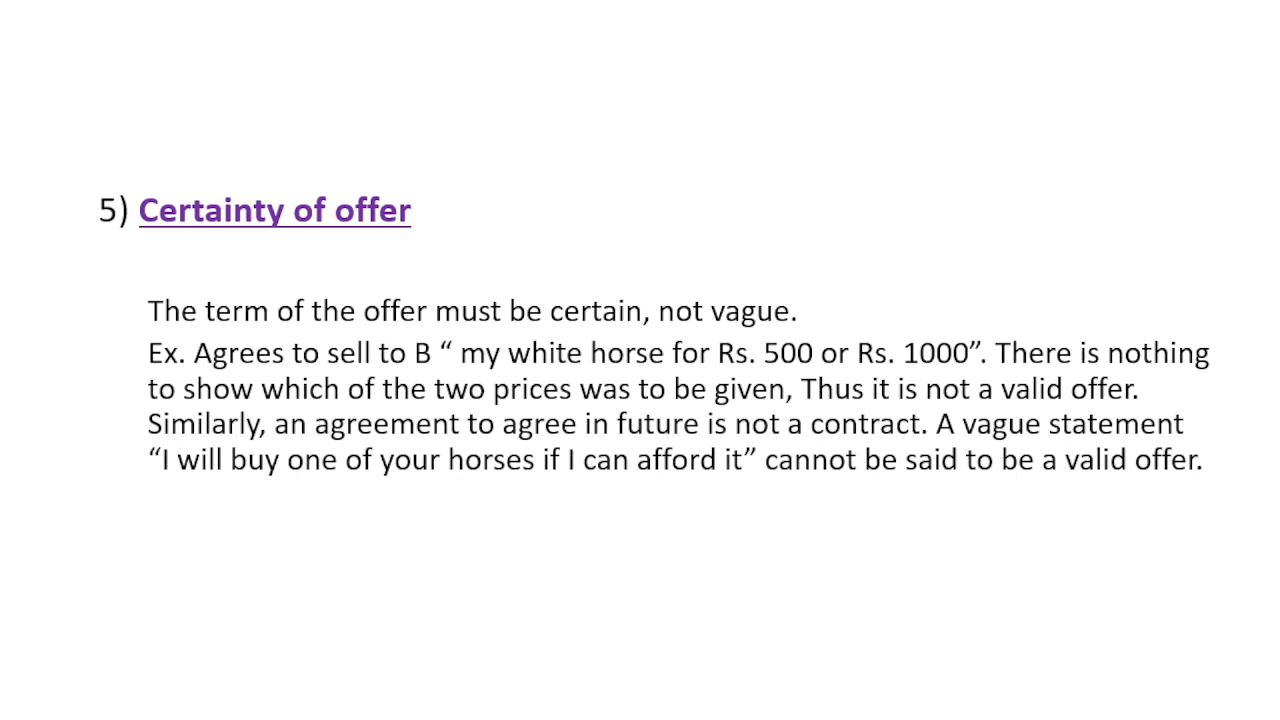 5) Certainty of offer
The term of the offer must be certain, not vague.
Ex. Agrees to sell to B “ my white horse for Rs. 500 or Rs. 1000”. There is nothing
to show which of the two prices was to be given, Thus it is not a valid offer.
Similarly, an agreement to agree in future is not a contract. A vague statement
“I will buy one of your horses if I can afford it” cannot be said to be a valid offer.